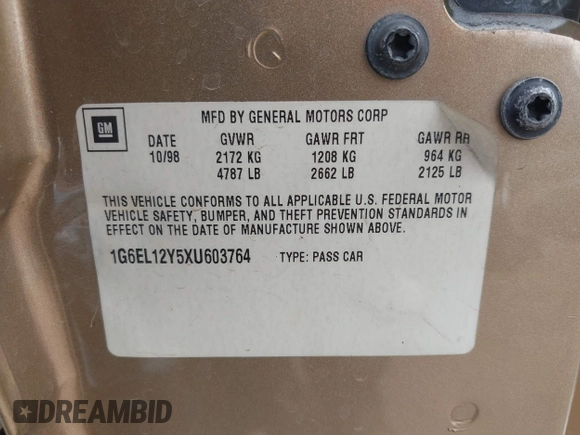 GM
MFD BY GENERAL MOTORS CORP
DATE GVWR GAWR FRT GAWR RR
10/98 2172 KG 1208 KG 964 KG
4787 LB 2662 LB 2125 LB
THIS VEHICLE CONFORMS TO ALL APPLICABLE U.S. FEDERAL MOTOR
VEHICLE SAFETY, BUMPER, AND THEFT PREVENTION STANDARDS IN
EFFECT ON THE DATE OF MANUFACTURE SHOWN ABOVE.
1G6EL12Y5XU603764 TYPE: PASS CAR
DREAMBID